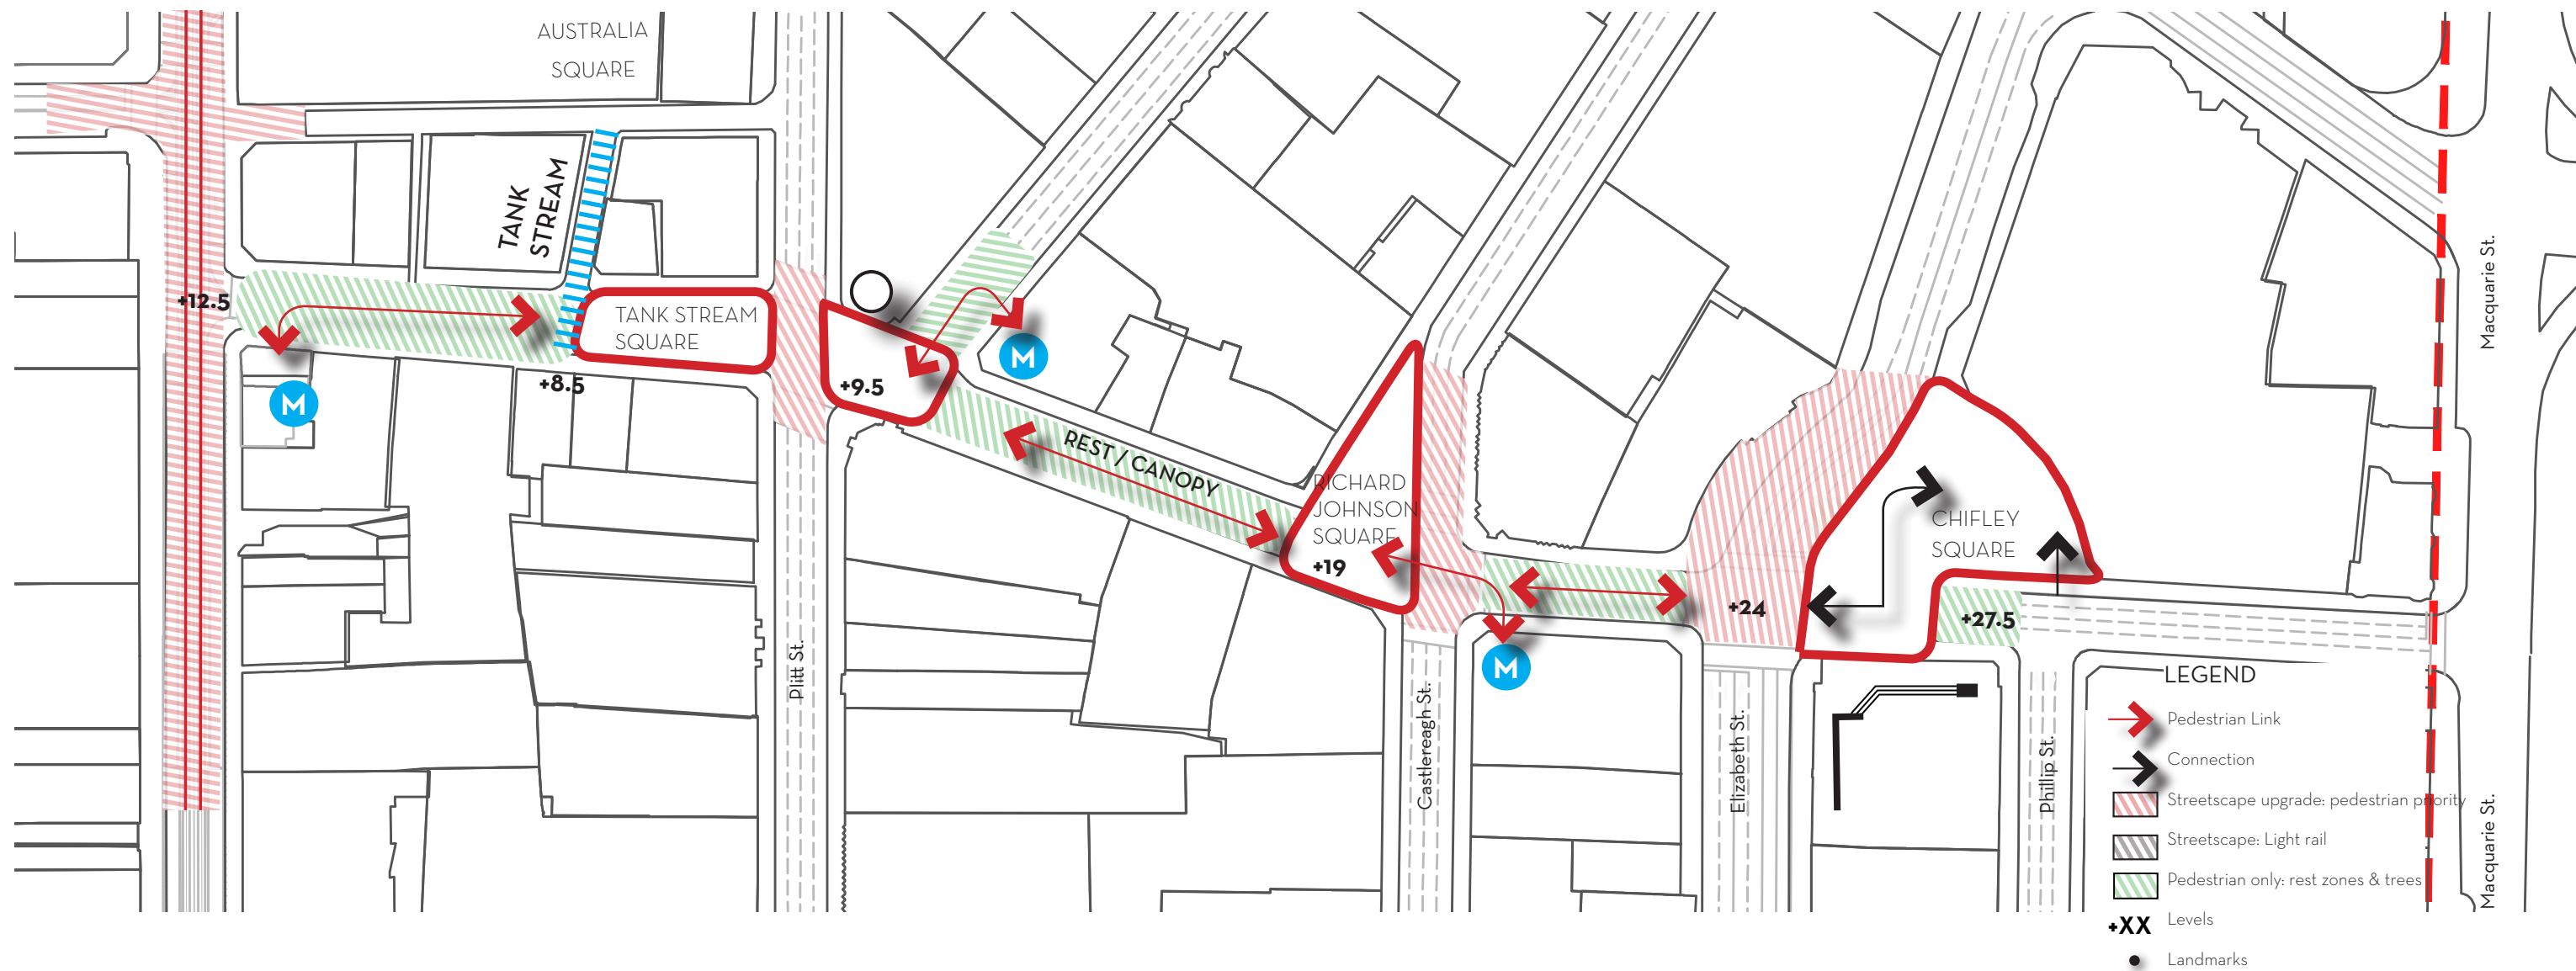 AUSTRALIA
SQUARE
TANK
STREAM
+12.5
TANK STREAM
SQUARE
+8.5
M
+9.5
M
REST / CANOPY
RICHARD
JOHNSON
SQUARE
+19
M
+24
CHIFLEY
SQUARE
+27.5
Plitt St.
Castlereagh St.
Elizabeth St.
Phillip St.
Macquarie St.
Macquarie St.
LEGEND
Pedestrian Link
Connection
Streetscape upgrade: pedestrian priority
Streetscape: Light rail
Pedestrian only: rest zones & trees
+XX Levels
Landmarks